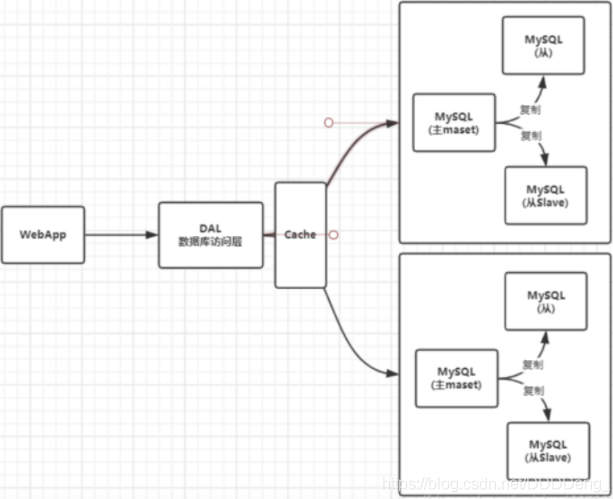 WebApp
DAL
数据库访问层
Cache
MySQL
(从)
MySQL
(主maset)
复制
复制
MySQL
(从Slave)
MySQL
(从)
MySQL
(主maset)
复制
复制
MySQL
(从Slave)
https://blog.csdn.net/DDDDeng_